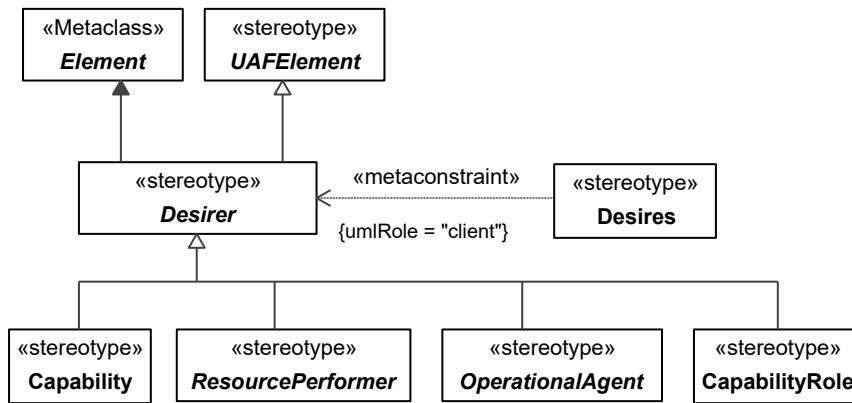 «Metaclass»
Element
«stereotype»
UAFElement
«stereotype»
Desirer
«metaconstraint»
{umlRole = "client"}
«stereotype»
Desires
«stereotype»
Capability
«stereotype»
ResourcePerformer
«stereotype»
OperationalAgent
«stereotype»
CapabilityRole